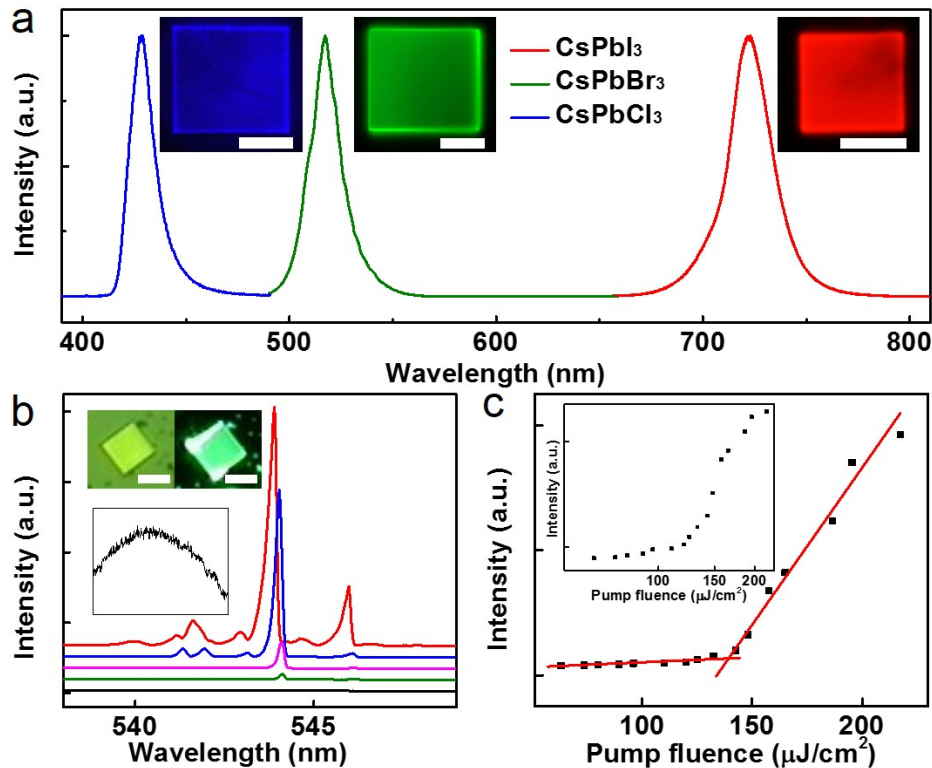 a
Intensity (a.u.)
CsPbI₃
CsPbBr₃
CsPbCl₃
400 500 600 700 800
Wavelength (nm)
b
Intensity (a.u.)
540 545
Wavelength (nm)
c
Intensity (a.u.)
Intensity (a.u.)
100 150 200
Pump fluence (μJ/cm²)
100 150 200
Pump fluence (μJ/cm²)